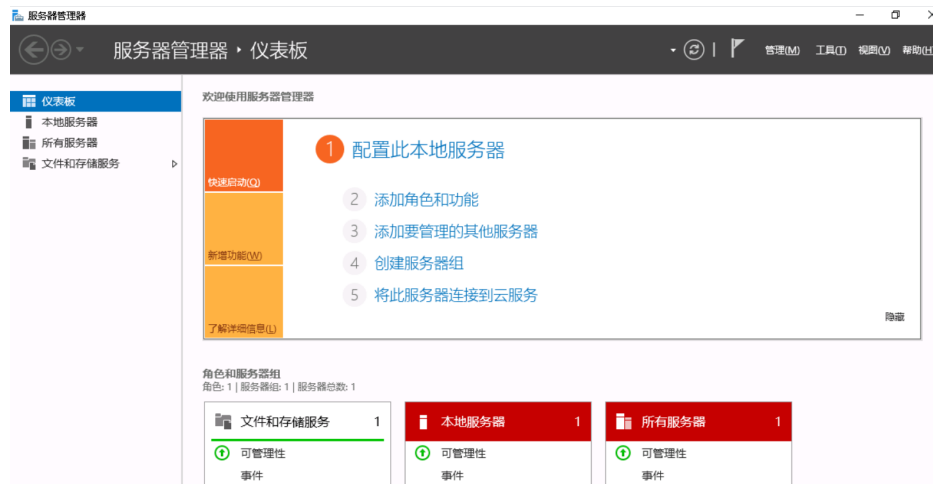 服务器管理器
服务器管理器 · 仪表板
管理(M) 工具(T) 视图(V) 帮助(H
仪表板
本地服务器
所有服务器
文件和存储服务
欢迎使用服务器管理器
快速启动(Q)
新增功能(W)
了解详细信息(L)
1 配置此本地服务器
2 添加角色和功能
3 添加要管理的其他服务器
4 创建服务器组
5 将此服务器连接到云服务
隐藏
角色和服务器组
角色: 1 | 服务器组: 1 | 服务器总数: 1
文件和存储服务 1
可管理性
事件
本地服务器 1
可管理性
事件
所有服务器 1
可管理性
事件